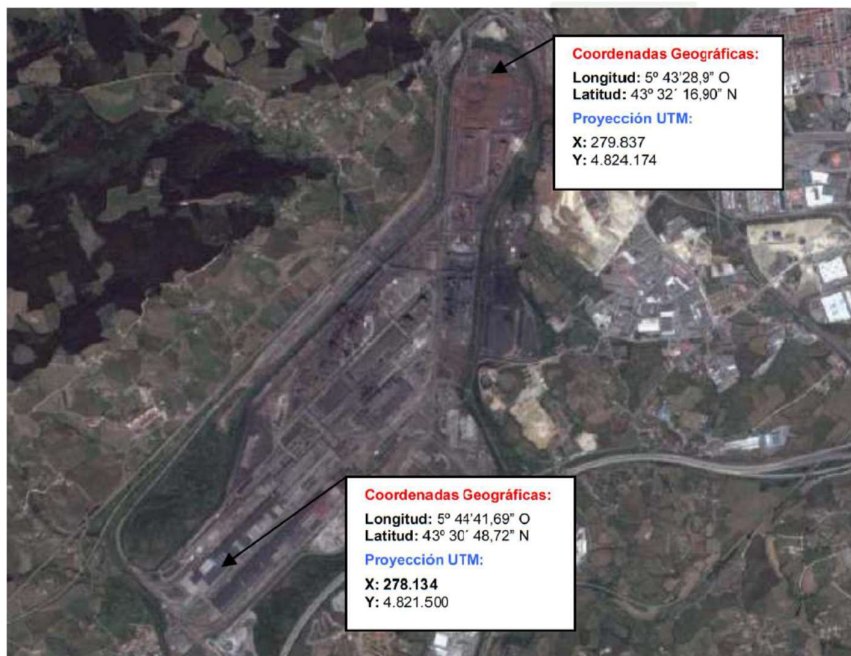 Coordenadas Geográficas:
Longitud: 5º 43'28,9" O
Latitud: 43º 32´ 16,90" N
Proyección UTM:
X: 279.837
Y: 4.824.174
Coordenadas Geográficas:
Longitud: 5º 44'41,69" O
Latitud: 43º 30´ 48,72" N
Proyección UTM:
X: 278.134
Y: 4.821.500